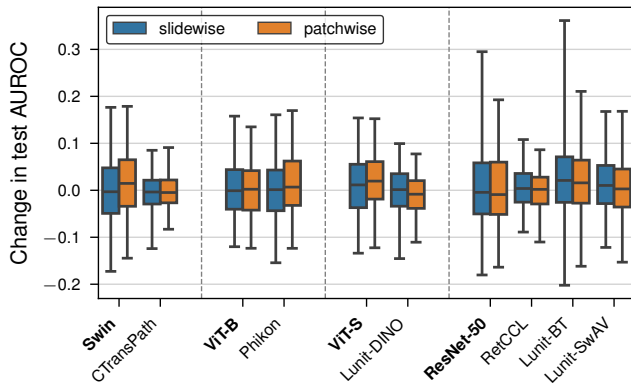 slidewise patchwise
Change in test AUROC
0.3
0.2
0.1
0.0
−0.1
−0.2
Swin
CTransPath
ViT-B
Phikon
ViT-S
Lunit-DINO
ResNet-50
RetCCL
Lunit-BT
Lunit-SwAV